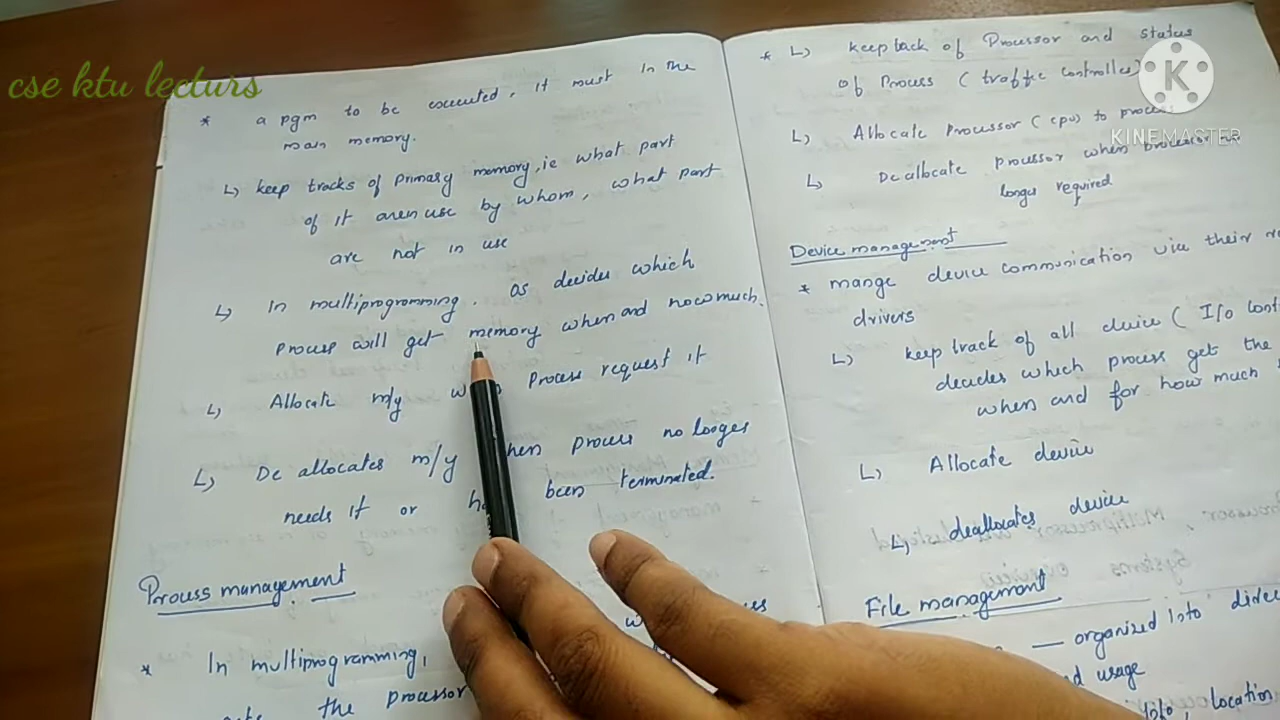 cse ktu lecturs
* a pgm to be executed, it must in the
main memory.
↳ keep tracks of primary memory, ie what part
of it are in use by whom, what part
are not in use
↳ In multiprogramming, OS decides which
process will get memory when and how much.
↳ Allocate m/y process request it
↳ De allocates m/y when process no longer
needs it or been terminated.
Process management
* In multiprogramming,
the processor
* ↳ keep track of Processor and status
of Process (traffic controller)
↳ Allocate Processor (cpu) to process
↳ De allocate processor when processor no
longer required
Device management
* mange device communication via their
drivers
↳ keep track of all device (I/o
decides which process get the
when and for how much
↳ Allocate device
↳ deallocates device
File management
— organized into
usage
location
K
KINEMASTER